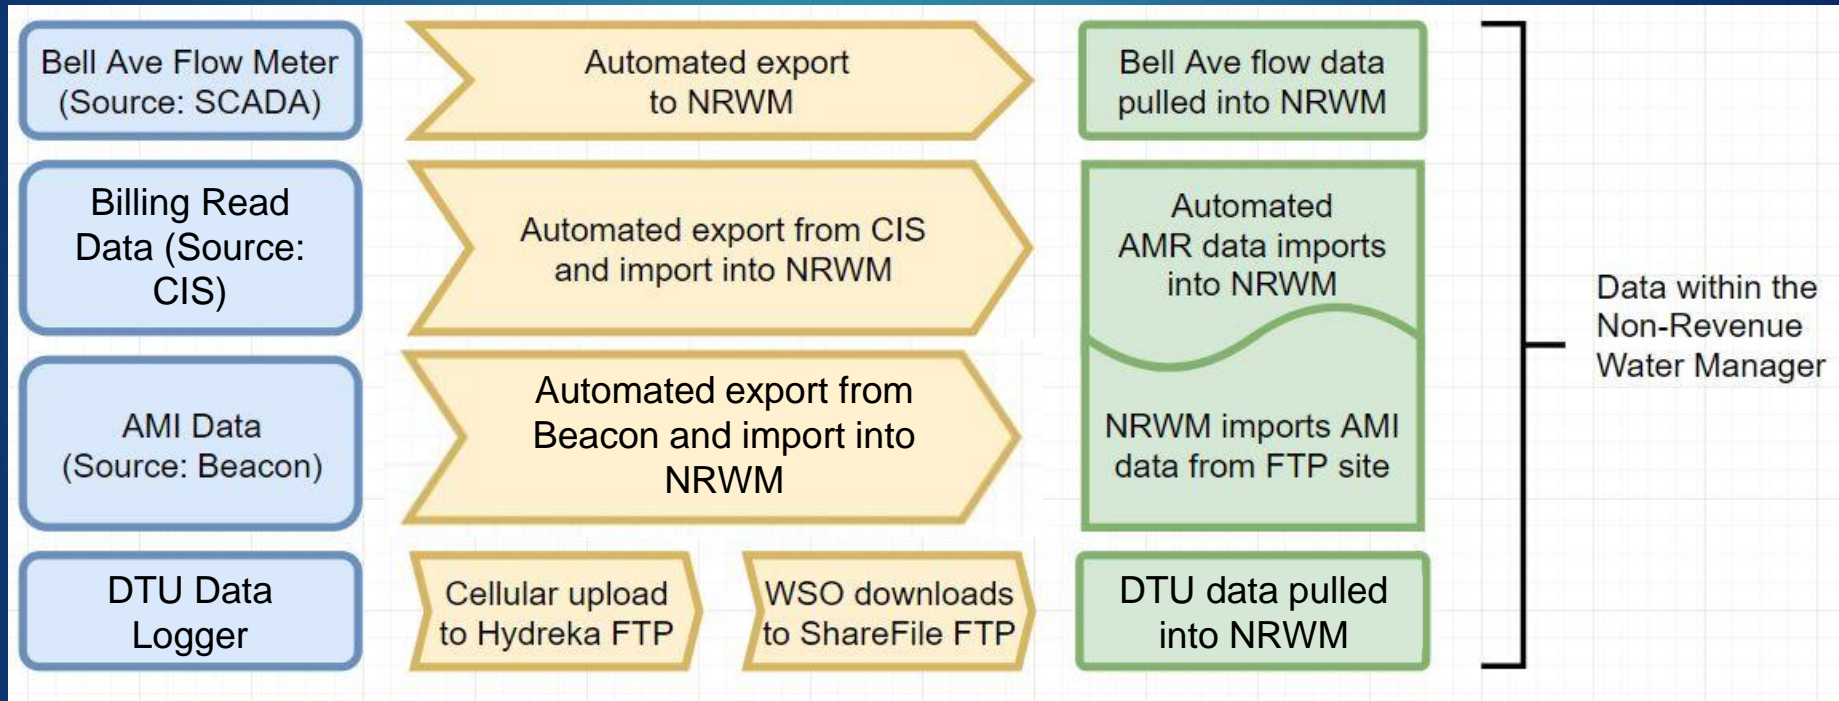 Bell Ave Flow Meter
(Source: SCADA)
Automated export
to NRWM
Bell Ave flow data
pulled into NRWM
Billing Read
Data (Source:
CIS)
Automated export from CIS
and import into NRWM
Automated
AMR data imports
into NRWM
AMI Data
(Source: Beacon)
Automated export from
Beacon and import into
NRWM
NRWM imports AMI
data from FTP site
DTU Data
Logger
Cellular upload
to Hydreka FTP
WSO downloads
to ShareFile FTP
DTU data pulled
into NRWM
Data within the
Non-Revenue
Water Manager